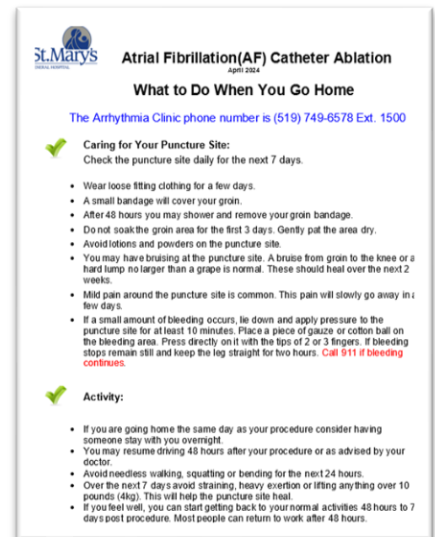 St.Mary's
GENERAL HOSPITAL
Atrial Fibrillation(AF) Catheter Ablation
April 2024
What to Do When You Go Home
The Arrhythmia Clinic phone number is (519) 749-6578 Ext. 1500
Caring for Your Puncture Site:
Check the puncture site daily for the next 7 days.
• Wear loose fitting clothing for a few days.
• A small bandage will cover your groin.
• After 48 hours you may shower and remove your groin bandage.
• Do not soak the groin area for the first 3 days. Gently pat the area dry.
• Avoid lotions and powders on the puncture site.
• You may have bruising at the puncture site. A bruise from groin to the knee or a
hard lump no larger than a grape is normal. These should heal over the next 2
weeks.
• Mild pain around the puncture site is common. This pain will slowly go away in a
few days.
• If a small amount of bleeding occurs, lie down and apply pressure to the
puncture site for at least 10 minutes. Place a piece of gauze or cotton ball on
the bleeding area. Press directly on it with the tips of 2 or 3 fingers. If bleeding
stops remain still and keep the leg straight for two hours. Call 911 if bleeding
continues.
Activity:
• If you are going home the same day as your procedure consider having
someone stay with you overnight.
• You may resume driving 48 hours after your procedure or as advised by your
doctor.
• Avoid needless walking, squatting or bending for the next 24 hours.
• Over the next 7 days avoid straining, heavy exertion or lifting anything over 10
pounds (4kg). This will help the puncture site heal.
• If you feel well, you can start getting back to your normal activities 48 hours to 7
days post procedure. Most people can return to work after 48 hours.